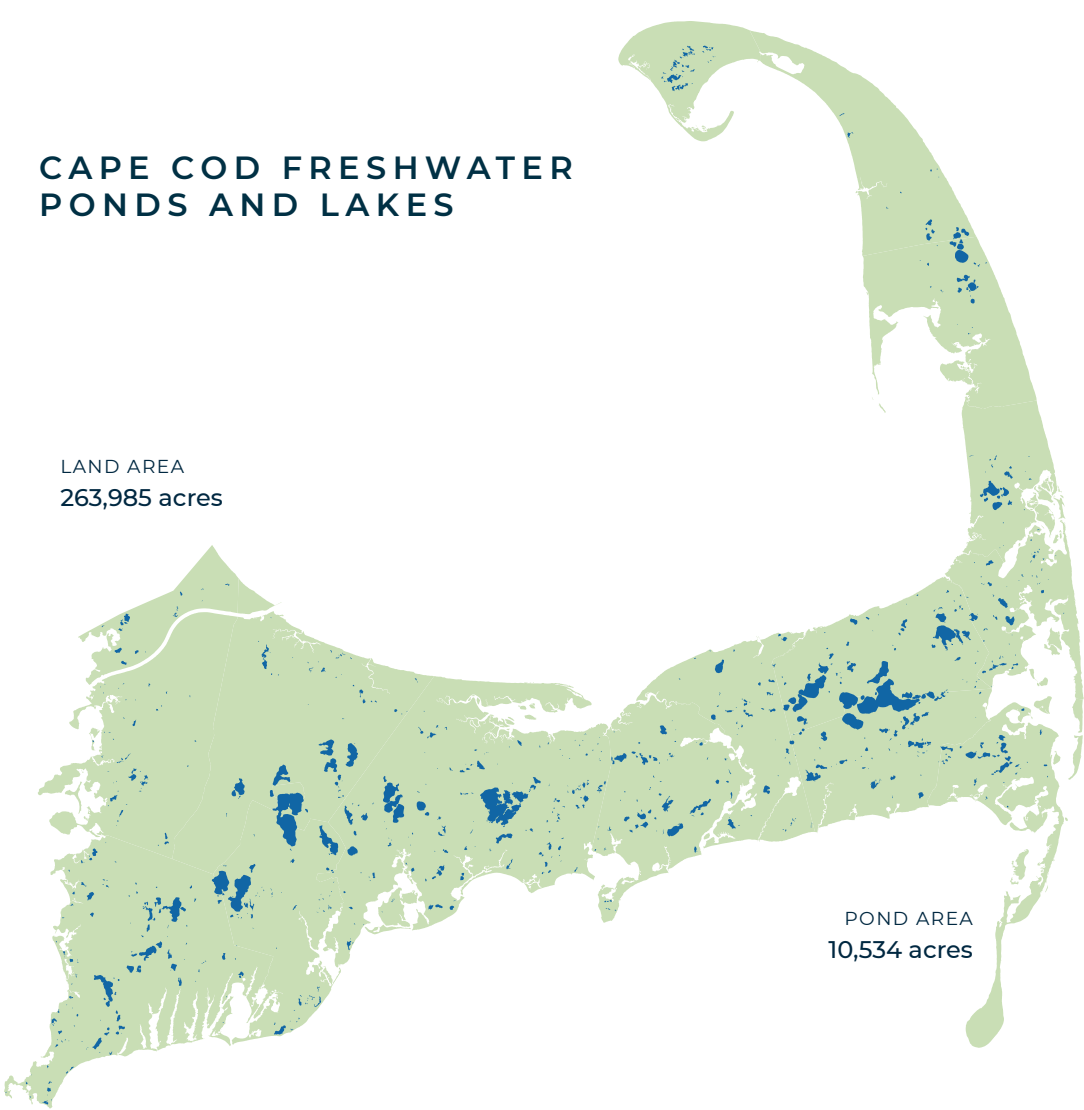 CAPE COD FRESHWATER
PONDS AND LAKES
LAND AREA
263,985 acres
POND AREA
10,534 acres